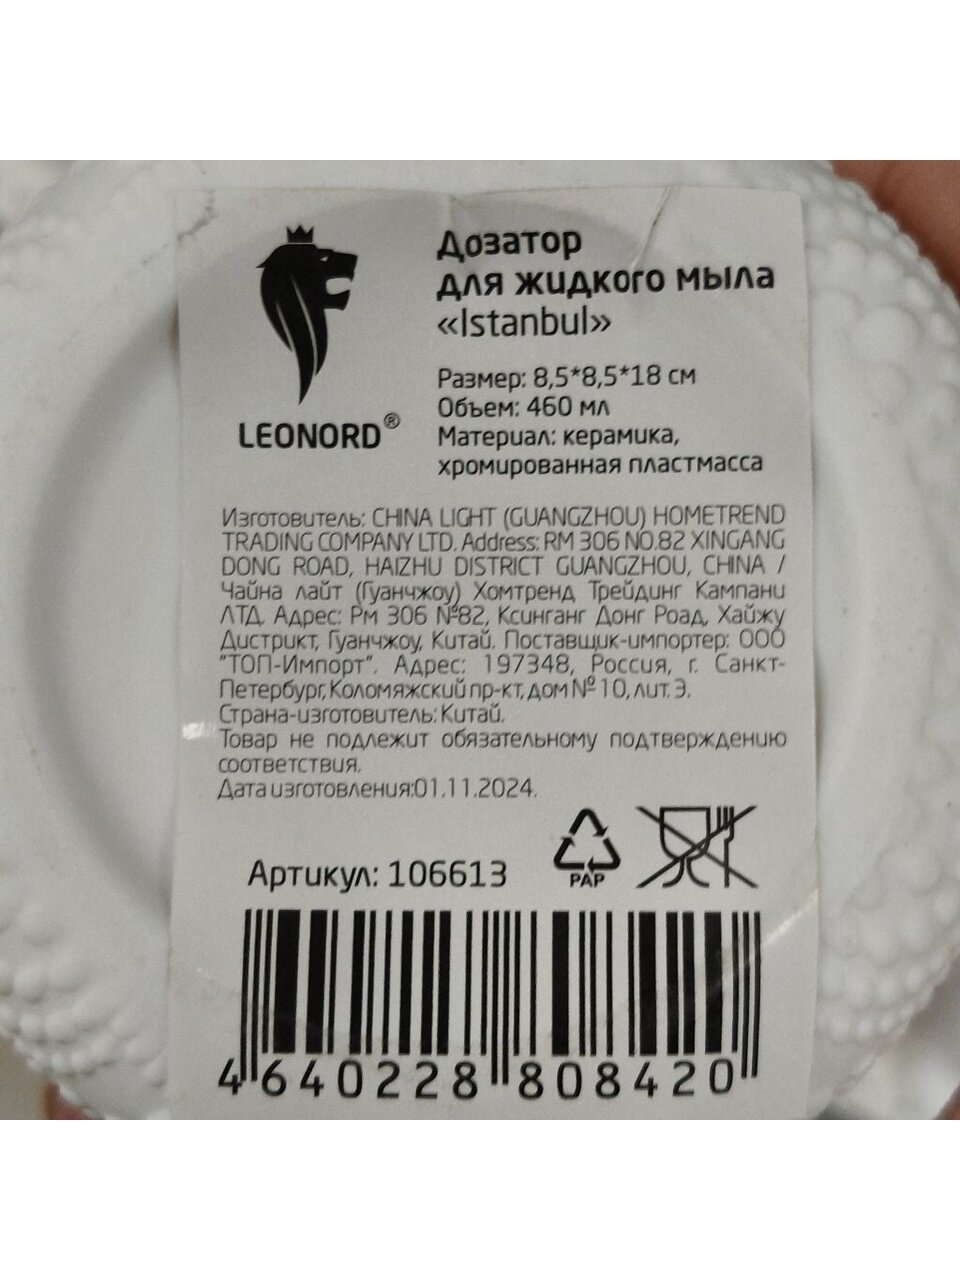 Дозатор
для жидкого мыла
«Istanbul»
LEONORD®
Размер: 8,5*8,5*18 см
Объем: 460 мл
Материал: керамика,
хромированная пластмасса
Изготовитель: CHINA LIGHT (GUANGZHOU) HOMETREND
TRADING COMPANY LTD. Address: RM 306 NO.82 XINGANG
DONG ROAD, HAIZHU DISTRICT GUANGZHOU, CHINA /
Чайна лайт (Гуанчжоу) Хомтренд Трейдинг Кампани
ЛТД. Адрес: Рм 306 №82, Ксинганг Донг Роад, Хайжу
Дистрикт, Гуанчжоу, Китай. Поставщик-импортер: ООО
"ТОП-Импорт". Адрес: 197348, Россия, г. Санкт-
Петербург, Коломяжский пр-кт, дом № 10, лит. Э.
Страна-изготовитель: Китай.
Товар не подлежит обязательному подтверждению
соответствия.
Дата изготовления:01.11.2024.
Артикул: 106613
PAP
4 640228 808420